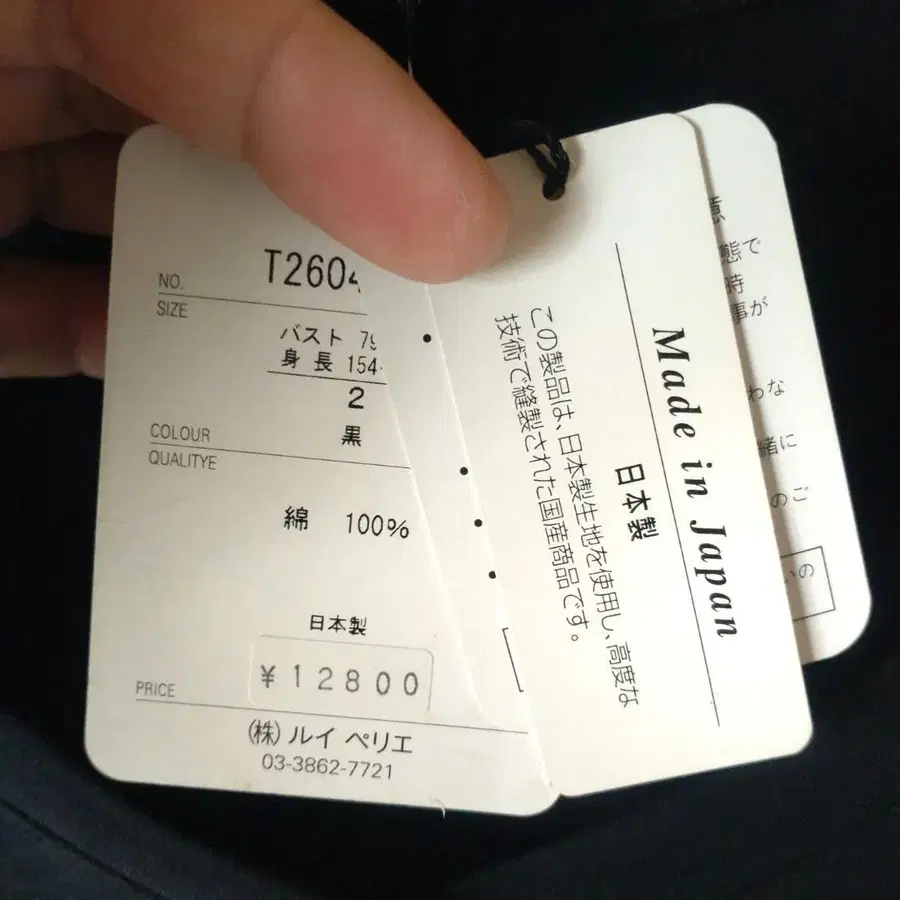 NO.
T2604
SIZE
バスト 79
身長 154
2
COLOUR
黒
QUALITYE
綿 100%
日本製
¥12800
PRICE
(株)ルイ ペリエ
03-3862-7721
Made in Japan
日本製
この製品は、日本製生地を使用し、高度な
技術で縫製された国産商品です。
態で
時
事が
わな
緒に
のご
いの